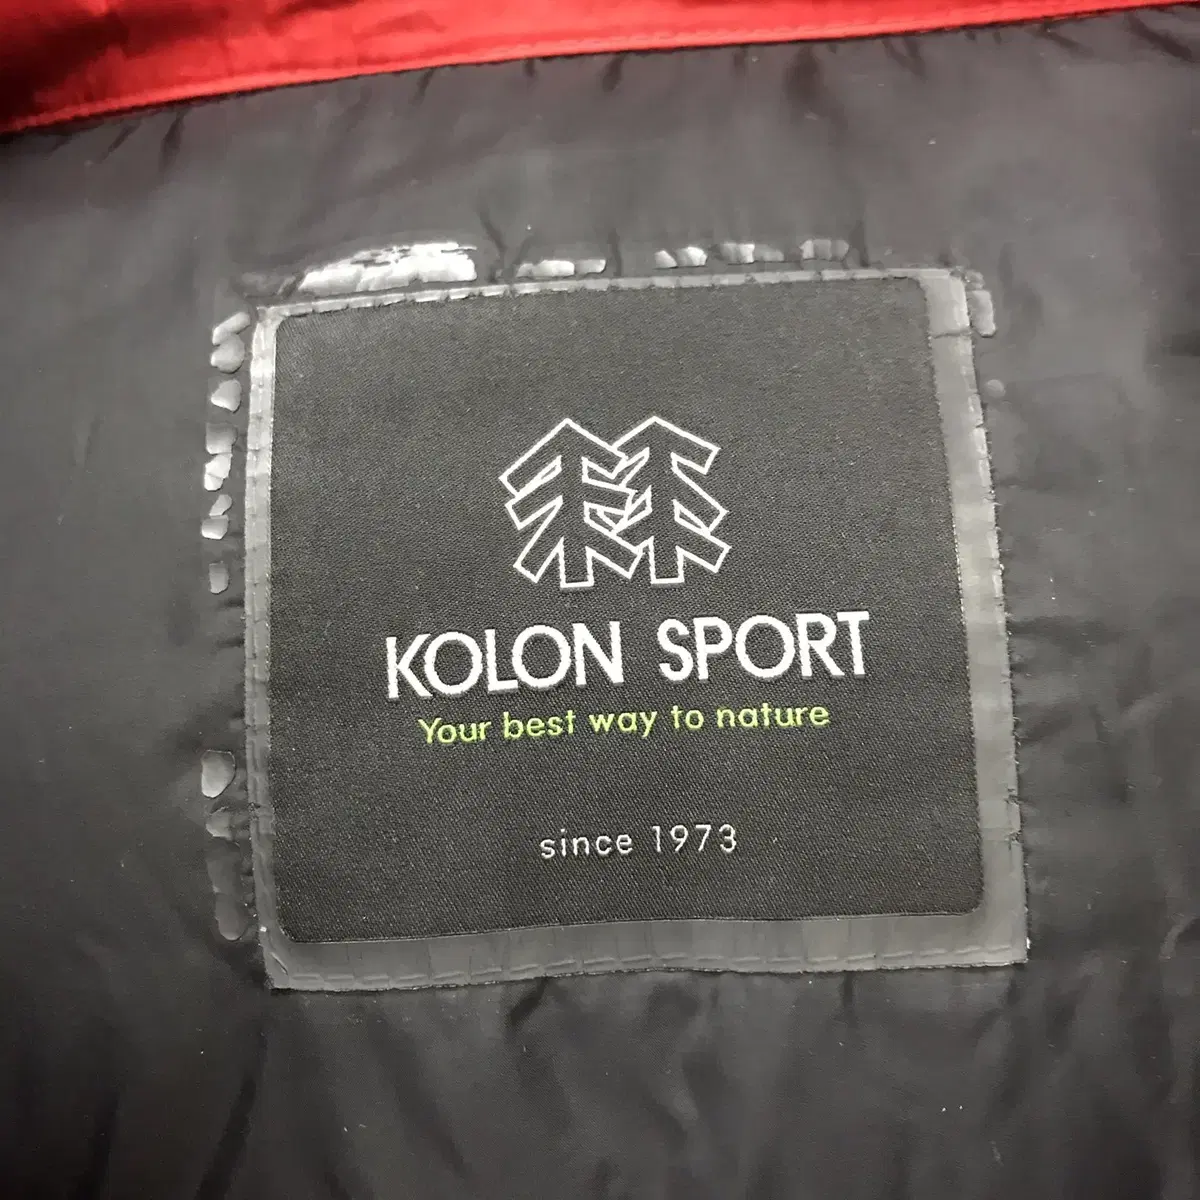 KOLON SPORT
Your best way to nature
since 1973